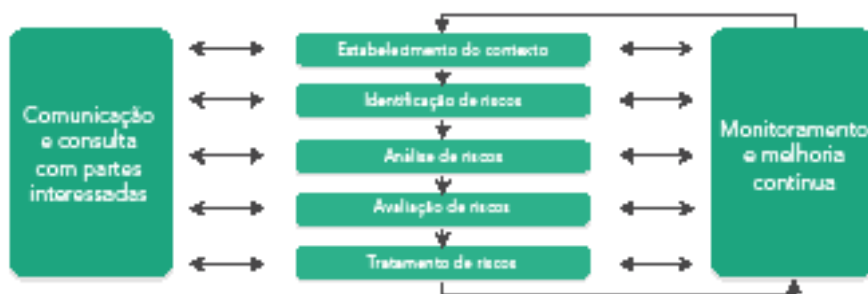 Comunicação
e consulta
com partes
interessadas
Estabelecimento do contexto
Identificação de riscos
Análise de riscos
Avaliação de riscos
Tratamento de riscos
Monitoramento
e melhoria
contínua